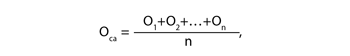 O_ca = (O_1+O_2+…+O_n) / n,